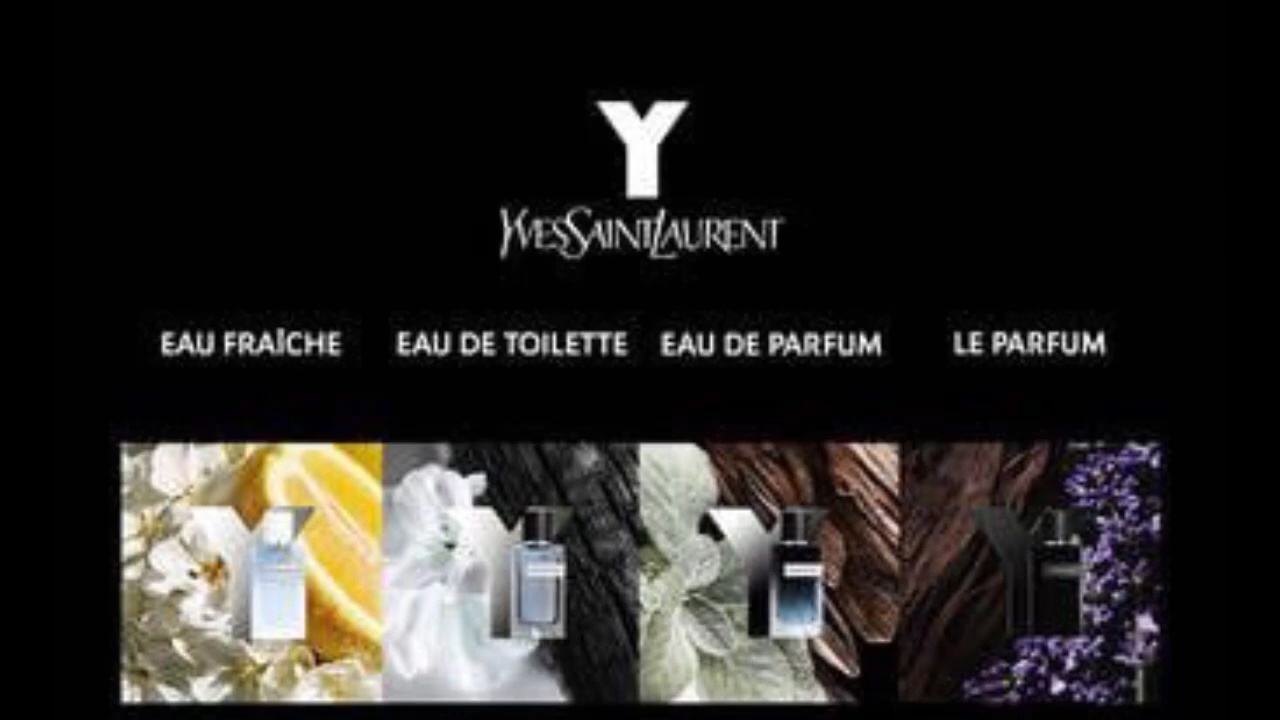 Y
YVESSAINTLAURENT
EAU FRAÎCHE EAU DE TOILETTE EAU DE PARFUM LE PARFUM